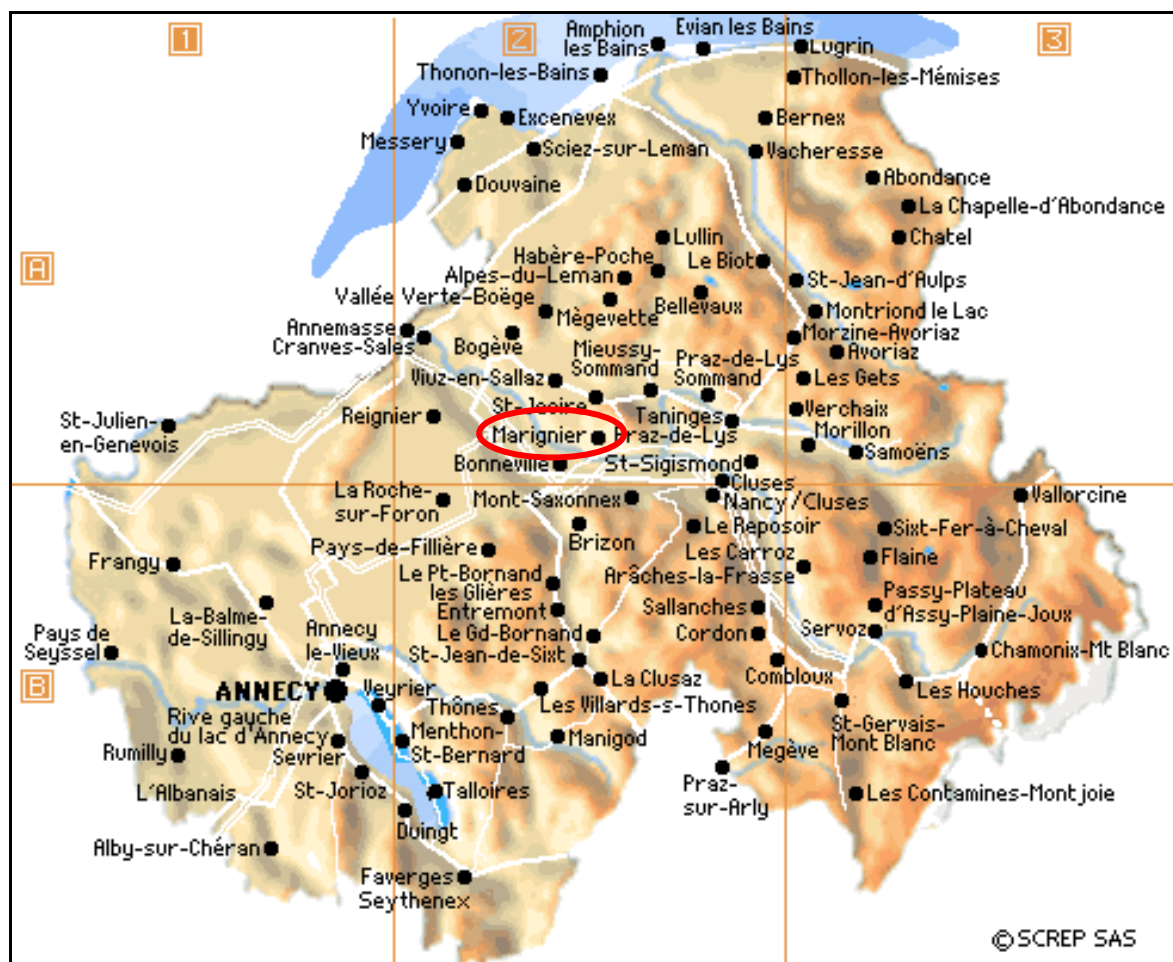 1
2
3
Amphion
les Bains
Evian les Bains
Lugrin
Thonon-les-Bains
Thollon-les-Mémises
Yvoire
Excenevex
Bernex
Messery
Sciez-sur-Leman
Vacheresse
Douvaine
Abondance
La Chapelle-d'Abondance
Lullin
Chatel
A
Habère-Poche
Le Biot
Alpes-du-Leman
St-Jean-d'Aulps
Vallée Verte-Boëge
Bellevaux
Mègevette
Montriond le Lac
Annemasse
Cranves-Sales
Bogève
Morzine-Avoriaz
Avoriaz
Mieussy-
Sommand
Praz-de-Lys
Sommand
Viuz-en-Sallaz
Les Gets
St-Jeoire
St-Julien-
en-Genevois
Reignier
Taninges
Verchaix
Marignier
Praz-de-Lys
Morillon
Samoëns
Bonneville
St-Sigismond
Cluses
La Roche-
sur-Foron
Mont-Saxonnex
Nancy/Cluses
Vallorcine
Brizon
Le Reposoir
Sixt-Fer-à-Cheval
Pays-de-Fillière
Les Carroz
Arâches-la-Frasse
Flaine
Frangy
Le Pt-Bornand
les Glières
La-Balme-
de-Sillingy
Entremont
Sallanches
Passy-Plateau
d'Assy-Plaine-Joux
Pays de
Seyssel
Annecy
le-Vieux
Le Gd-Bornand
Cordon
Servoz
St-Jean-de-Sixt
Chamonix-Mt Blanc
B
ANNECY
Veyrier
La Clusaz
Combloux
Les Houches
Les Villards-s-Thones
Rive gauche
du lac d'Annecy
Thônes
St-Gervais-
Mont Blanc
Rumilly
Sevrier
Menthon-
St-Bernard
Manigod
Megève
L'Albanais
St-Jorioz
Talloires
Praz-
sur-Arly
Les Contamines-Montjoie
Duingt
Alby-sur-Chéran
Faverges
Seythenex
©SCREP SAS